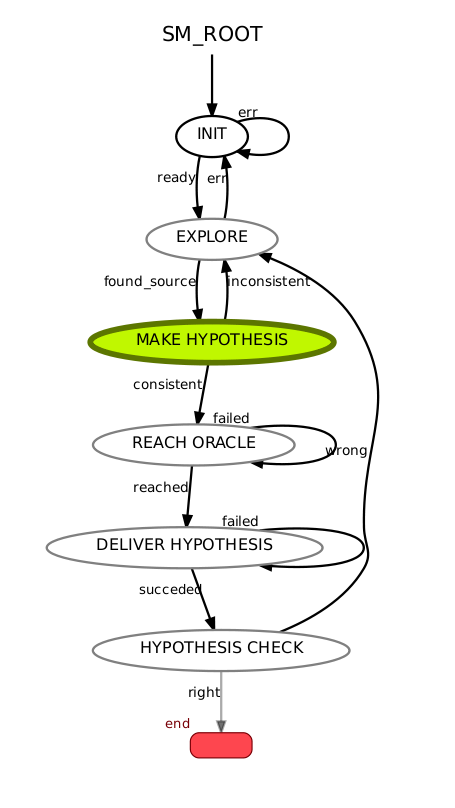 SM_ROOT
err
INIT
ready
err
EXPLORE
found_source
inconsistent
MAKE HYPOTHESIS
consistent
failed
REACH ORACLE
wrong
reached
failed
DELIVER HYPOTHESIS
succeded
HYPOTHESIS CHECK
right
end